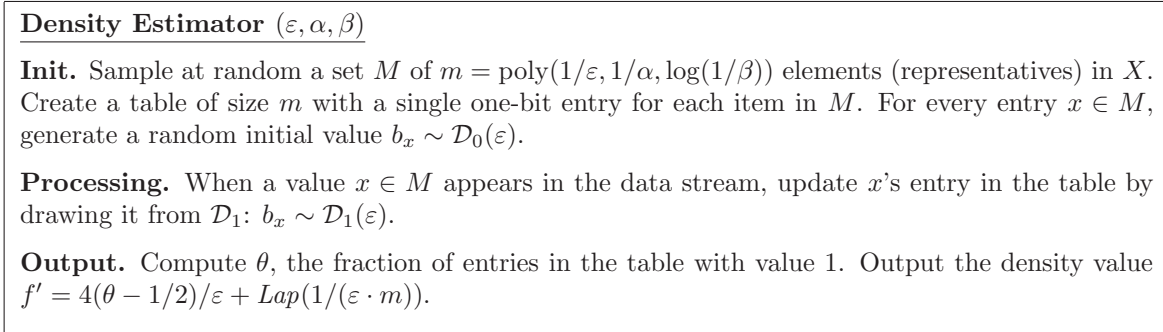 Density Estimator (ε, α, β)
Init. Sample at random a set M of m = poly(1/ε, 1/α, log(1/β)) elements (representatives) in X.
Create a table of size m with a single one-bit entry for each item in M. For every entry x ∈ M,
generate a random initial value b_x ∼ 𝒟_0(ε).
Processing. When a value x ∈ M appears in the data stream, update x's entry in the table by
drawing it from 𝒟_1: b_x ∼ 𝒟_1(ε).
Output. Compute θ, the fraction of entries in the table with value 1. Output the density value
f′ = 4(θ − 1/2)/ε + Lap(1/(ε · m)).